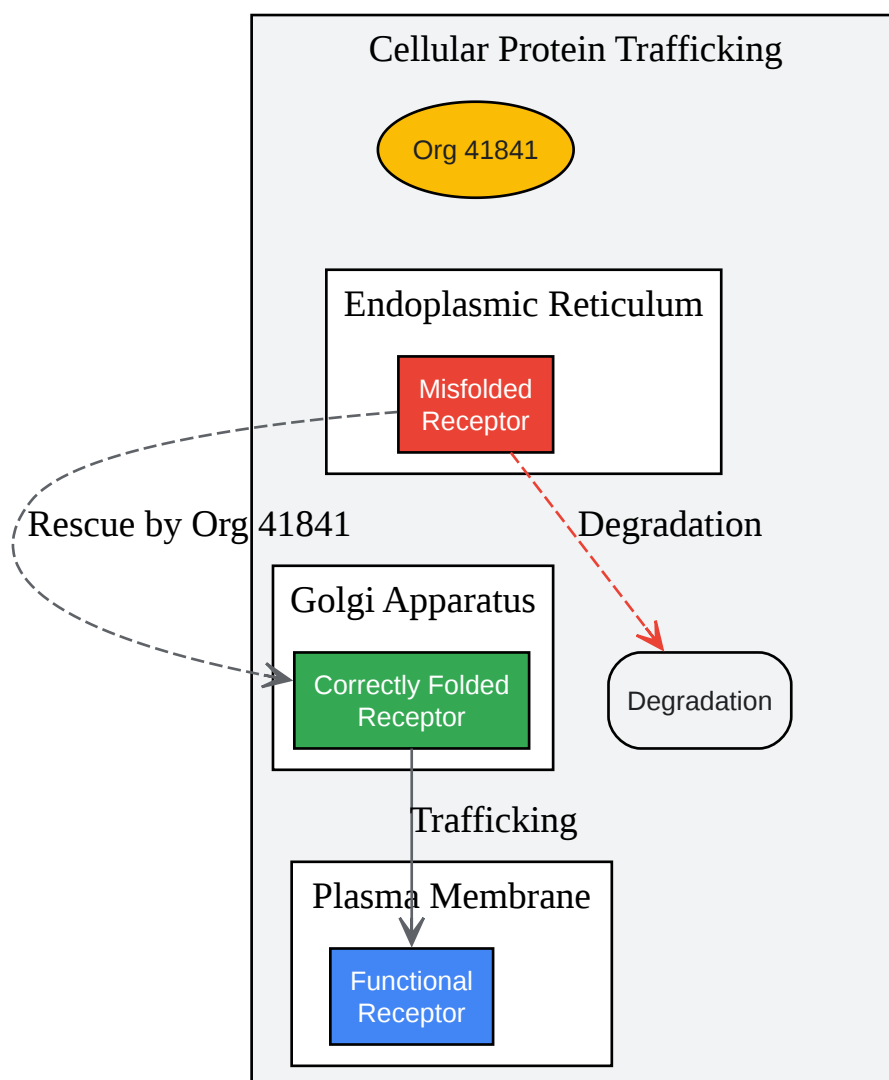 Cellular Protein Trafficking
Org 41841
Endoplasmic Reticulum
Misfolded
Receptor
Rescue by Org 41841
Degradation
Golgi Apparatus
Correctly Folded
Receptor
Degradation
Trafficking
Plasma Membrane
Functional
Receptor